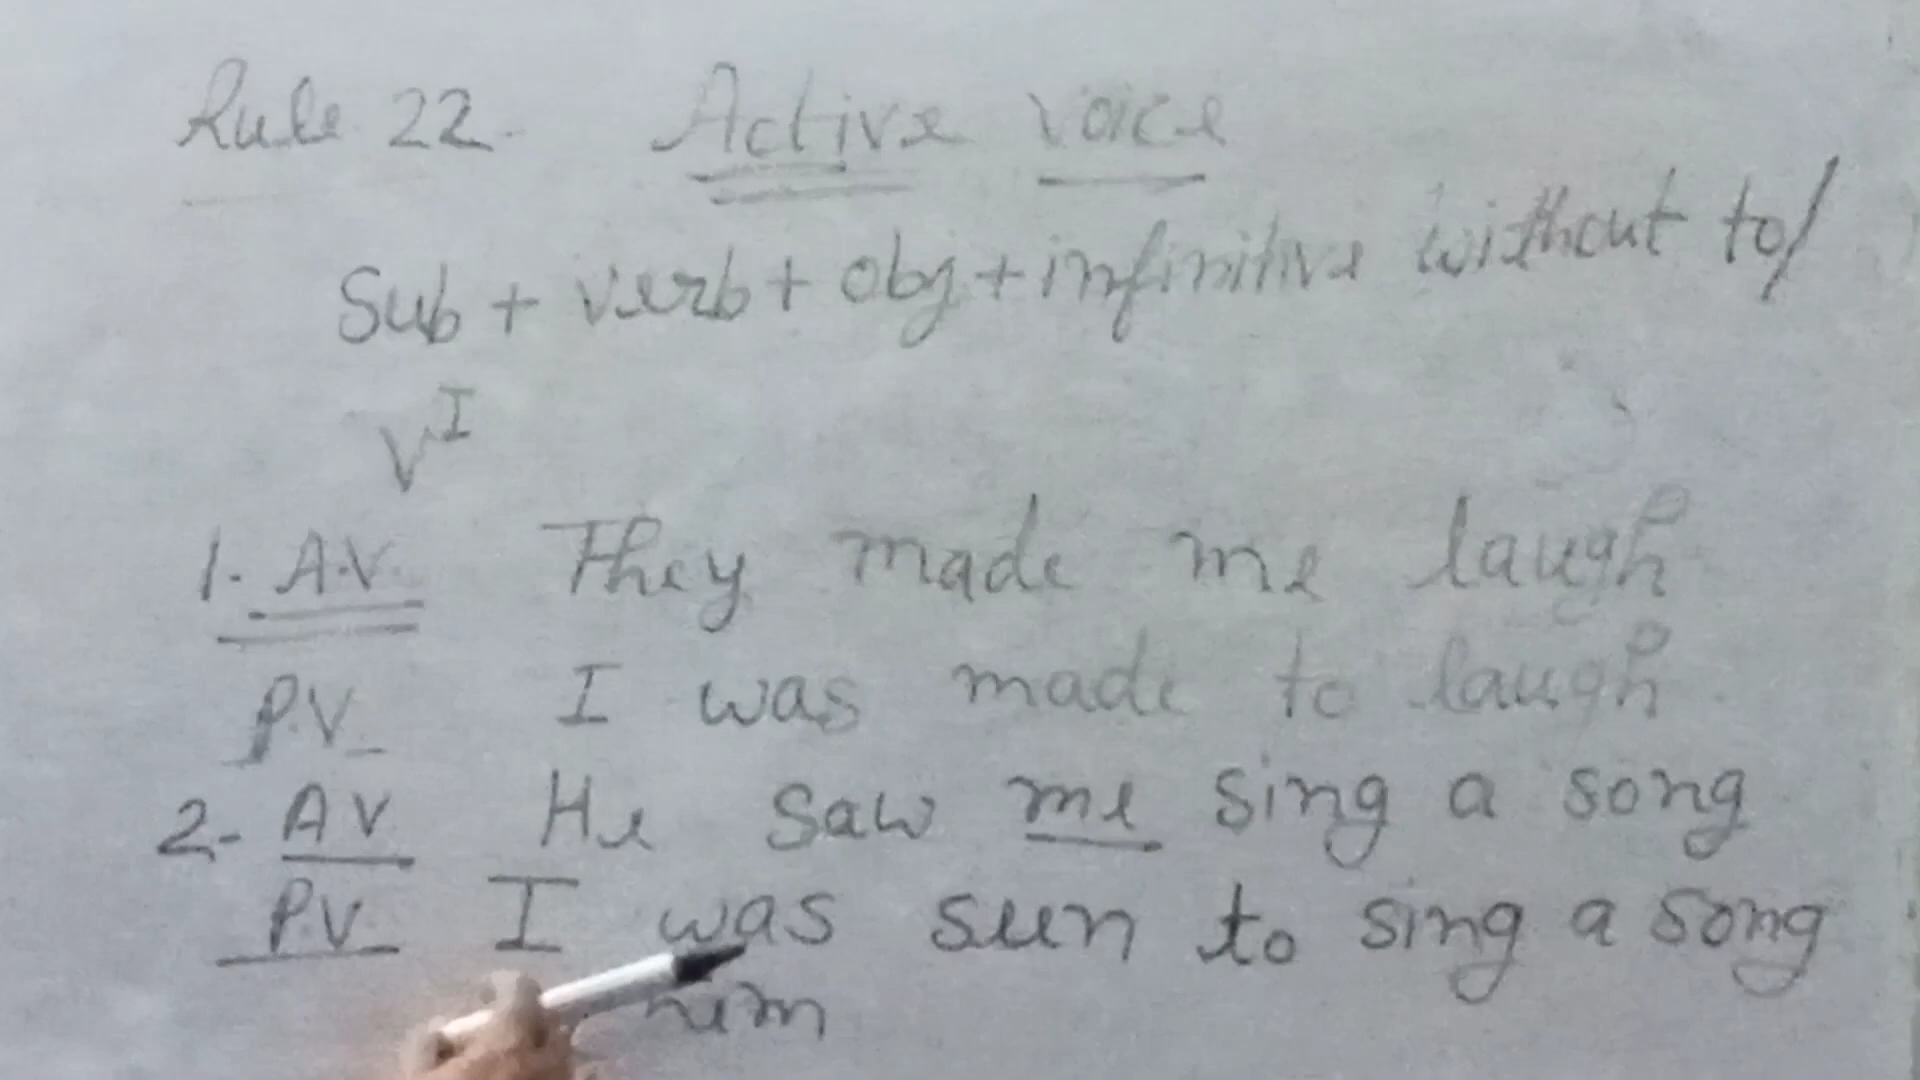 Rule 22. Active Voice
Sub + verb + obj + infinitive without to/
V I
1. A.V. They made me laugh
P.V. I was made to laugh.
2- A V He saw me sing a song
P.V. I was seen to sing a song
him